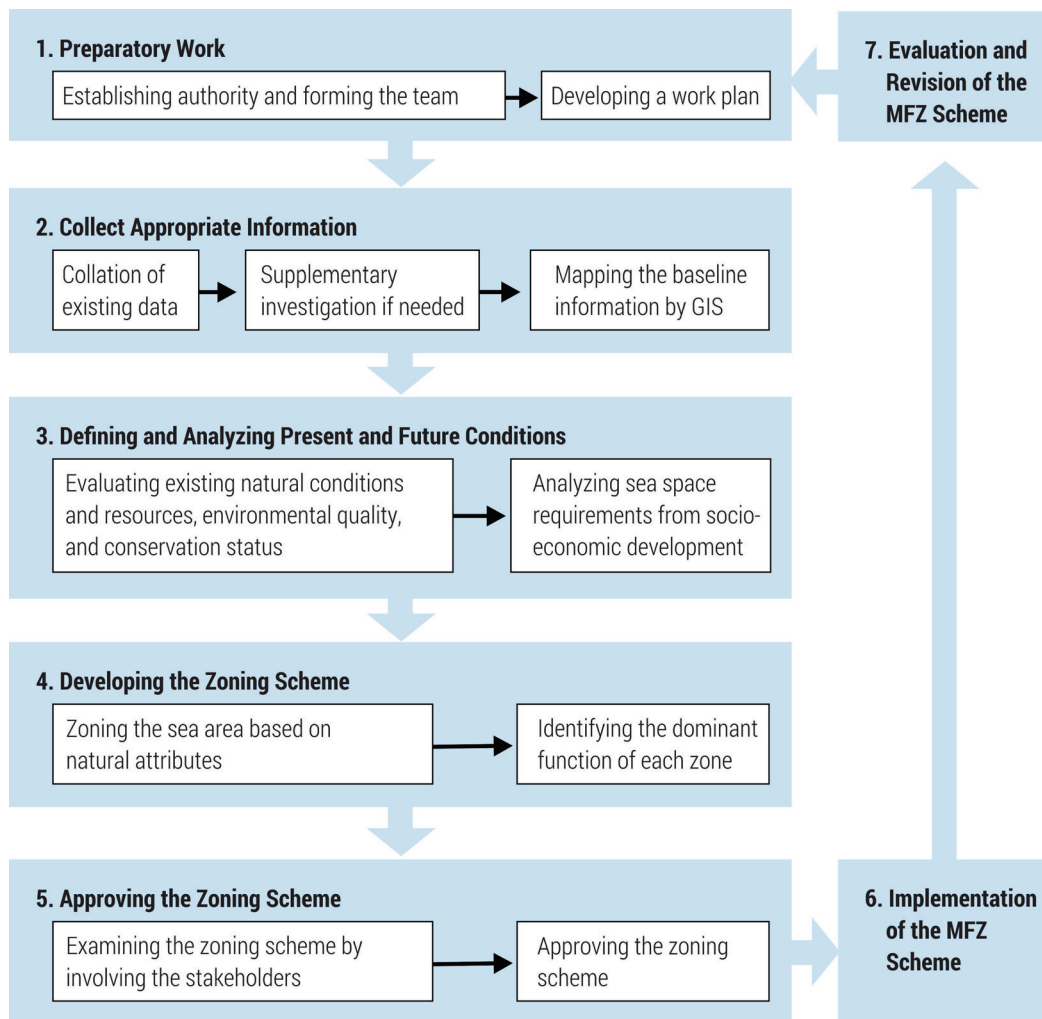 1. Preparatory Work
Establishing authority and forming the team
Developing a work plan
2. Collect Appropriate Information
Collation of
existing data
Supplementary
investigation if needed
Mapping the baseline
information by GIS
3. Defining and Analyzing Present and Future Conditions
Evaluating existing natural conditions
and resources, environmental quality,
and conservation status
Analyzing sea space
requirements from socio-
economic development
4. Developing the Zoning Scheme
Zoning the sea area based on
natural attributes
Identifying the dominant
function of each zone
5. Approving the Zoning Scheme
Examining the zoning scheme by
involving the stakeholders
Approving the zoning
scheme
6. Implementation
of the MFZ
Scheme
7. Evaluation and
Revision of the
MFZ Scheme